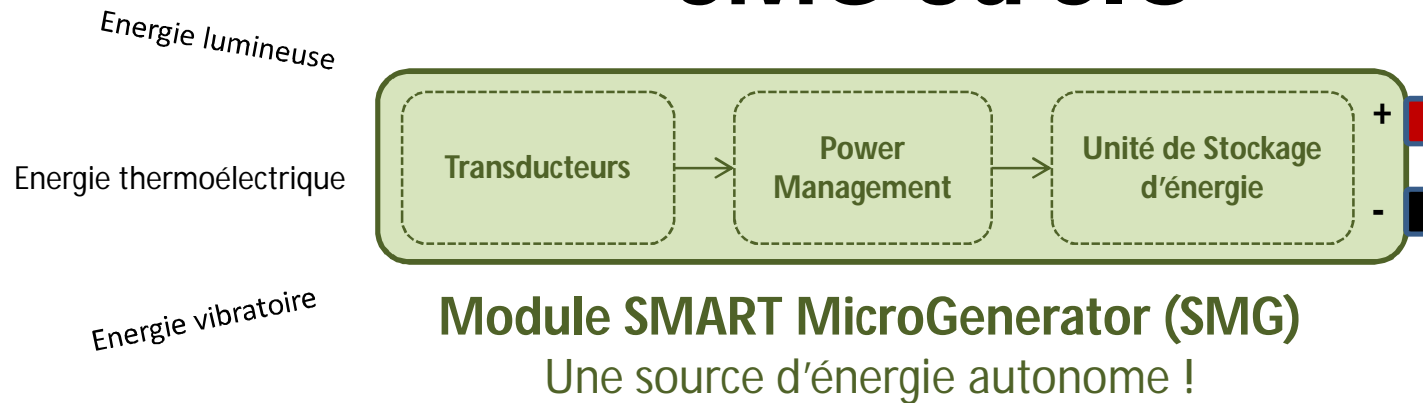 Energie lumineuse
Energie thermoélectrique
Energie vibratoire
Transducteurs
Power
Management
Unité de Stockage
d'énergie
+
-
Module SMART MicroGenerator (SMG)
Une source d'énergie autonome !